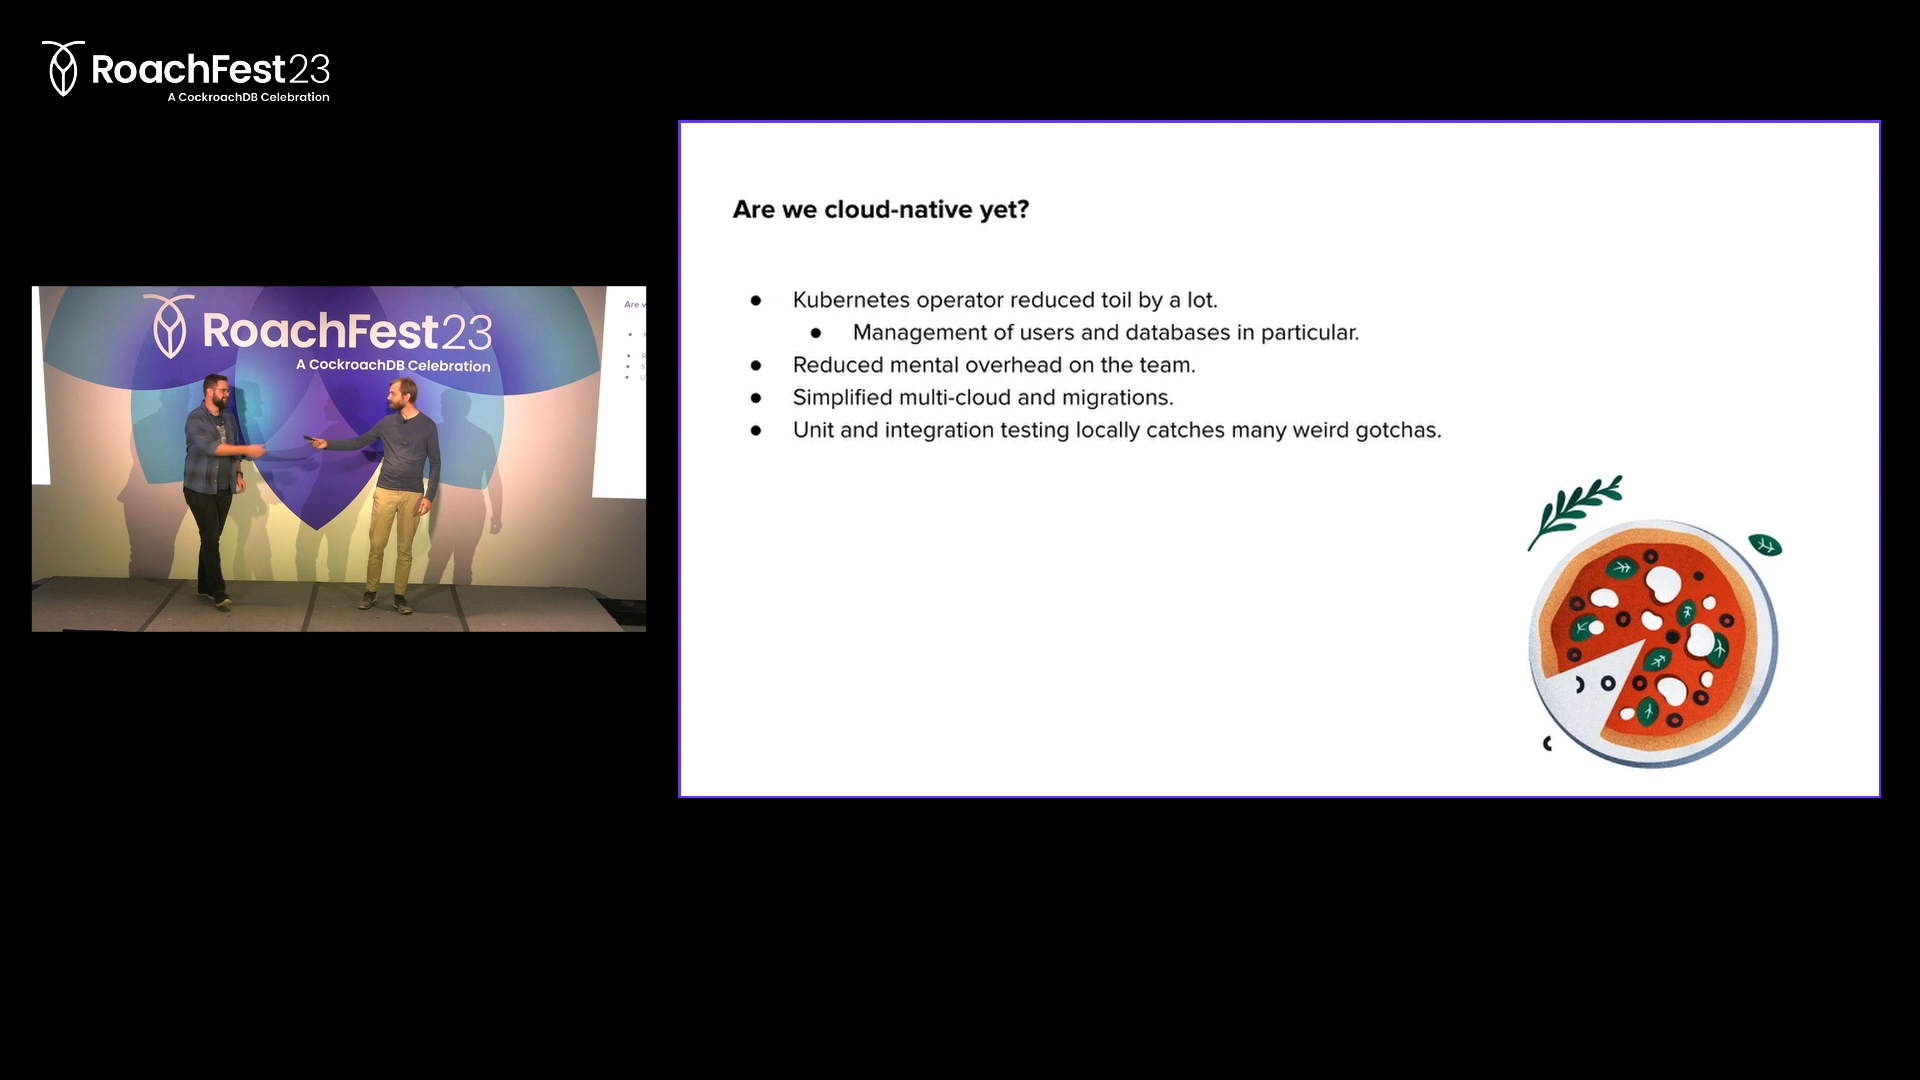 RoachFest23
A CockroachDB Celebration
RoachFest23
A CockroachDB Celebration
Are we cloud-native yet?
● Kubernetes operator reduced toil by a lot.
● Management of users and databases in particular.
● Reduced mental overhead on the team.
● Simplified multi-cloud and migrations.
● Unit and integration testing locally catches many weird gotchas.